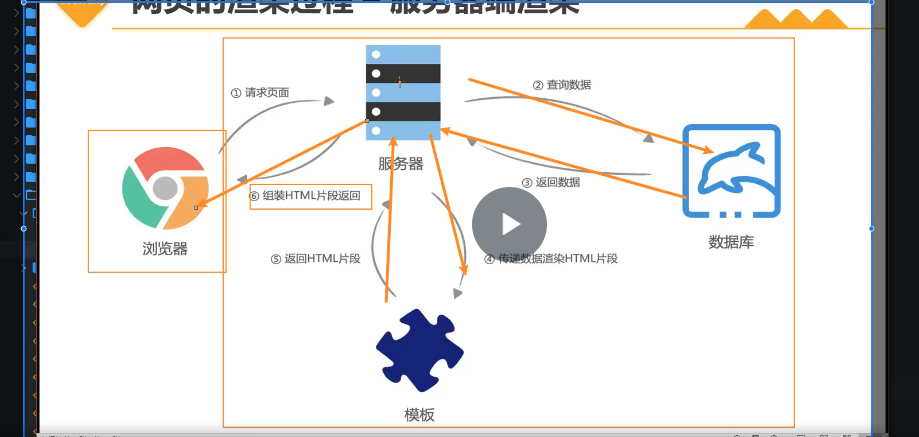 网页的渲染过程 - 服务器端渲染
① 请求页面
② 查询数据
服务器
③ 返回数据
⑥ 组装HTML片段返回
浏览器
数据库
⑤ 返回HTML片段
④ 传递数据渲染HTML片段
模板